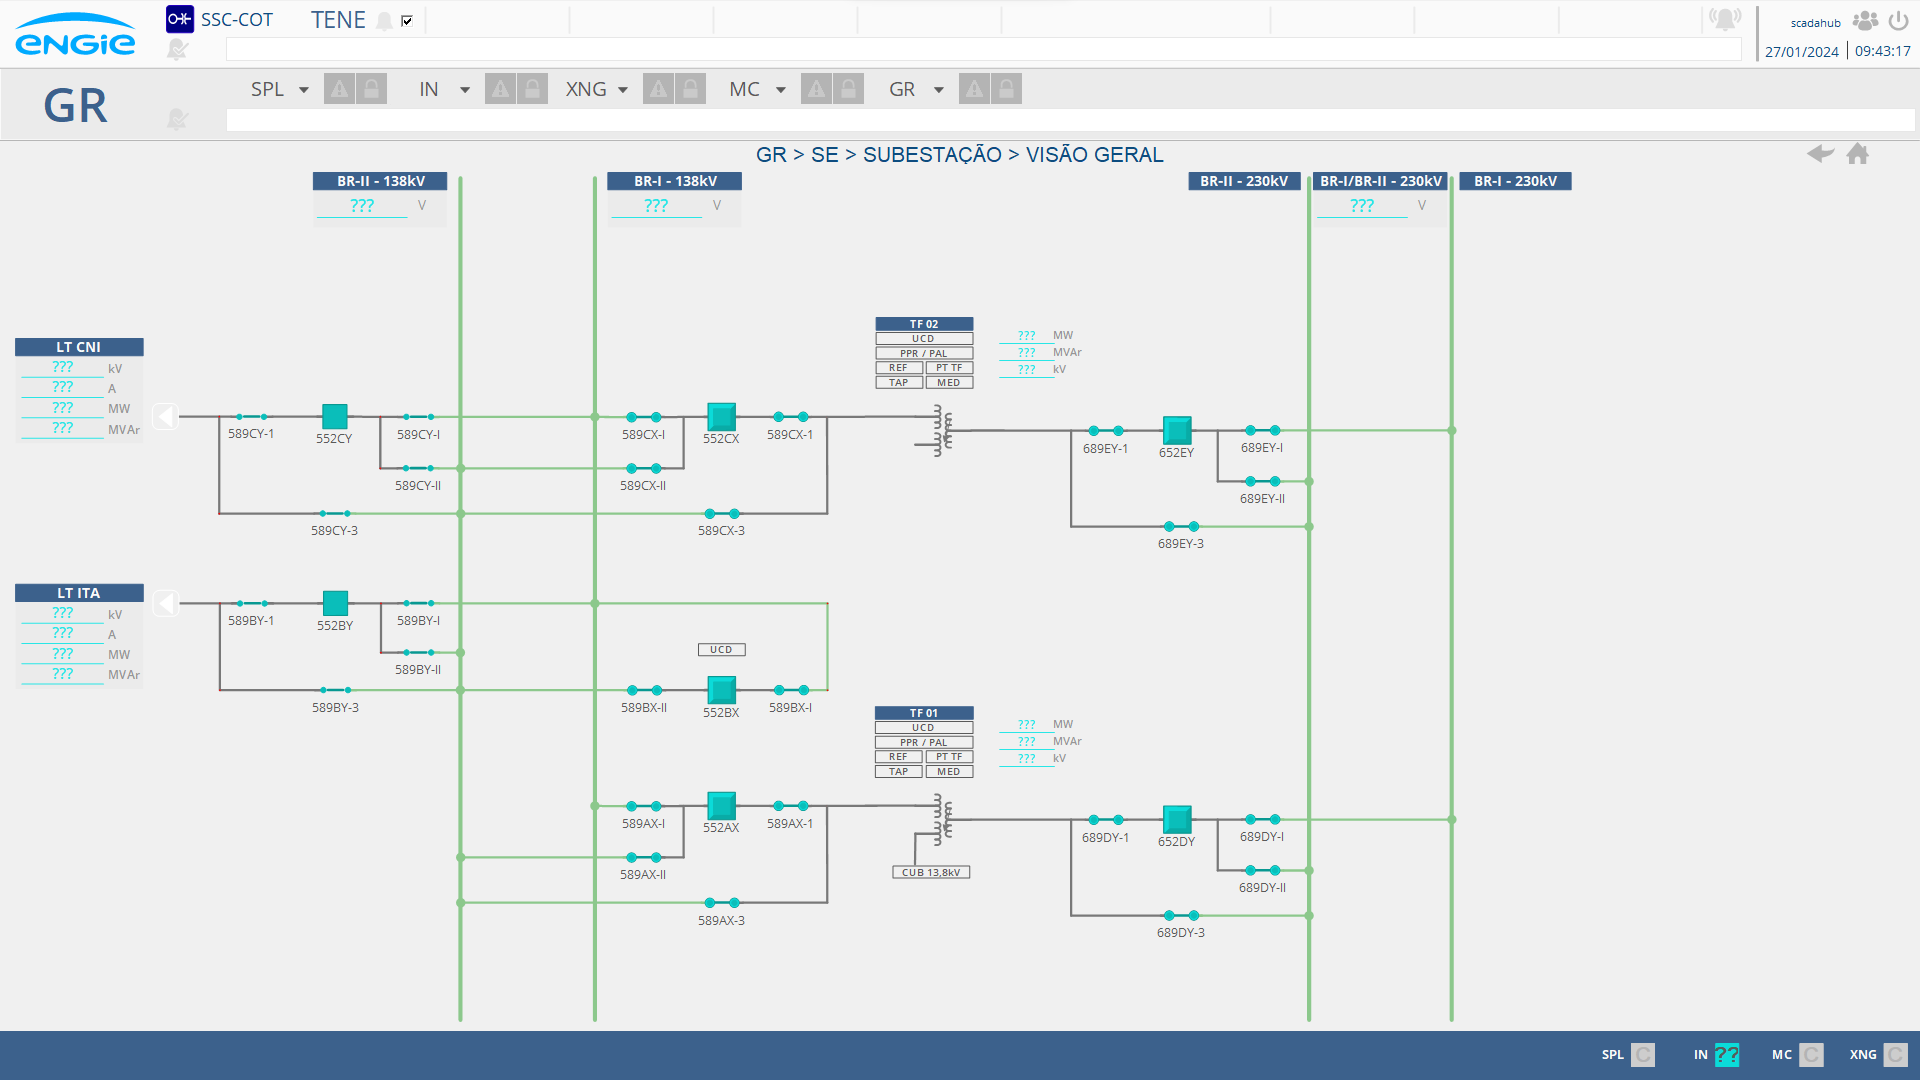 ENGIE
SSC-COT
TENE
scadahub
27/01/2024
09:43:17
GR
SPL
IN
XNG
MC
GR
GR > SE > SUBESTAÇÃO > VISÃO GERAL
BR-II - 138kV
??? V
BR-I - 138kV
??? V
BR-II - 230kV
BR-I/BR-II - 230kV
??? V
BR-I - 230kV
TF 02
UCD
PPR / PAL
REF PT TF
TAP MED
??? MW
??? MVAr
??? kV
LT CNI
??? kV
??? A
??? MW
??? MVAr
589CY-1
552CY
589CY-I
589CY-II
589CY-3
589CX-I
552CX
589CX-1
589CX-II
589CX-3
689EY-1
652EY
689EY-I
689EY-II
689EY-3
LT ITA
??? kV
??? A
??? MW
??? MVAr
589BY-1
552BY
589BY-I
589BY-II
589BY-3
UCD
589BX-II
552BX
589BX-I
TF 01
UCD
PPR / PAL
REF PT TF
TAP MED
??? MW
??? MVAr
??? kV
589AX-I
552AX
589AX-1
589AX-II
589AX-3
CUB 13,8kV
689DY-1
652DY
689DY-I
689DY-II
689DY-3
SPL C
IN ??
MC C
XNG C